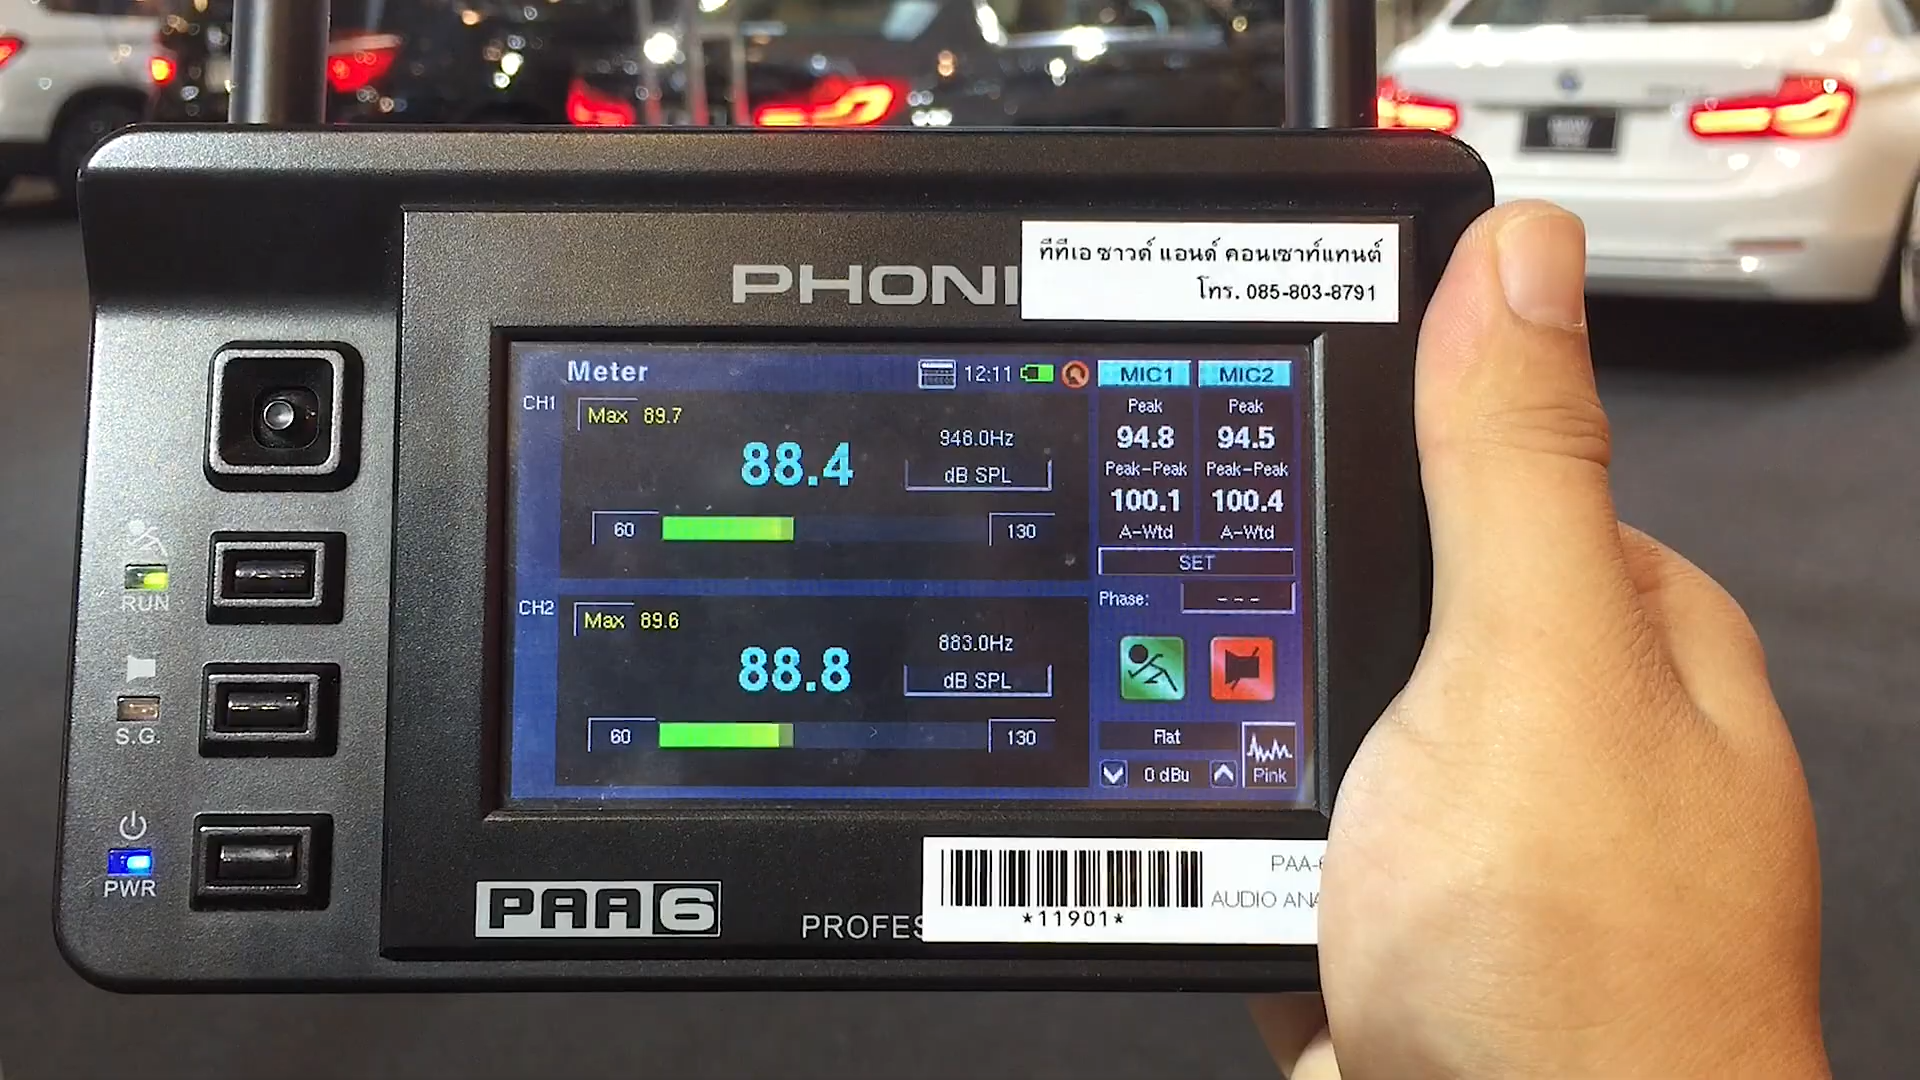 ทีทีเอ ซาวด์ แอนด์ คอนเซาท์แทนต์
โทร. 085-803-8791
PHONI
Meter
12:11
MIC1 MIC2
CH1
Max 89.7
88.4
948.0Hz
dB SPL
60
130
Peak Peak
94.8 94.5
Peak-Peak Peak-Peak
100.1 100.4
A-Wtd A-Wtd
SET
Phase: ---
CH2
Max 89.6
88.8
883.0Hz
dB SPL
60
130
Flat
0 dBu
Pink
RUN
S.G.
PWR
PAA6
PROFES
PAA-6
AUDIO ANA
*11901*